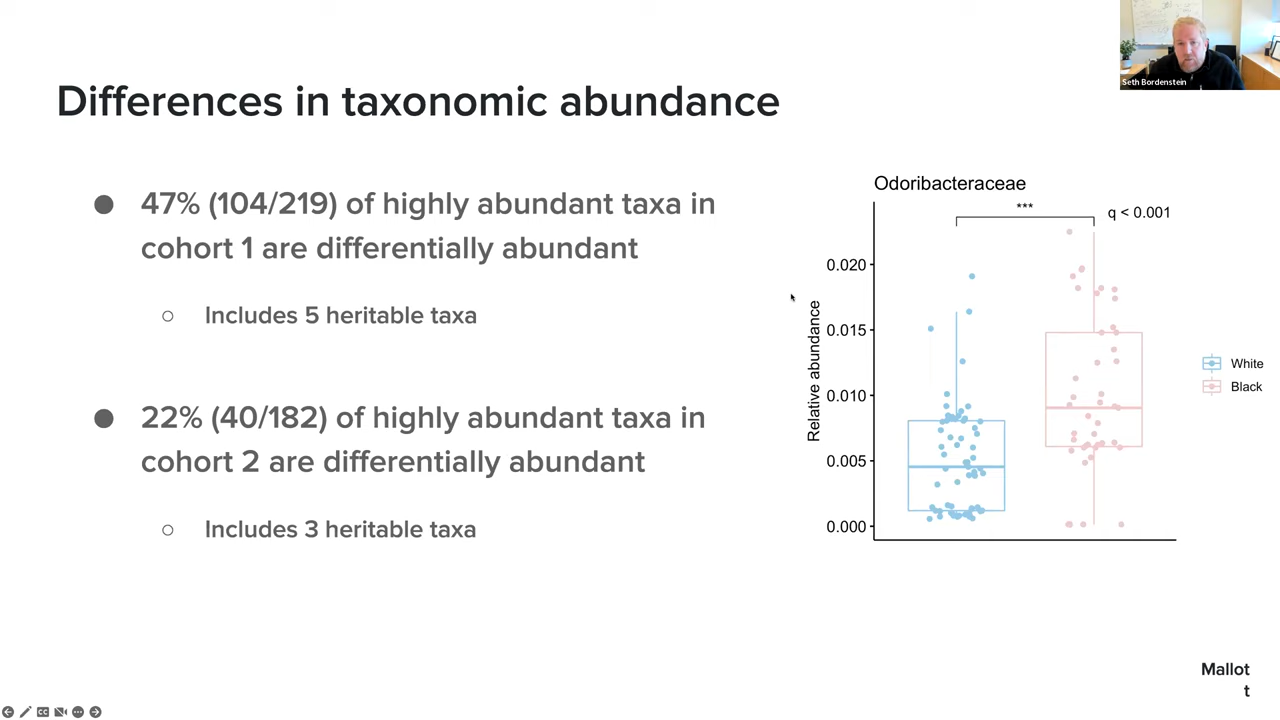 Seth Bordenstein
Differences in taxonomic abundance
● 47% (104/219) of highly abundant taxa in
cohort 1 are differentially abundant
○ Includes 5 heritable taxa
● 22% (40/182) of highly abundant taxa in
cohort 2 are differentially abundant
○ Includes 3 heritable taxa
Odoribacteraceae
***
q < 0.001
Relative abundance
0.020
0.015
0.010
0.005
0.000
White
Black
Mallot
t
CC